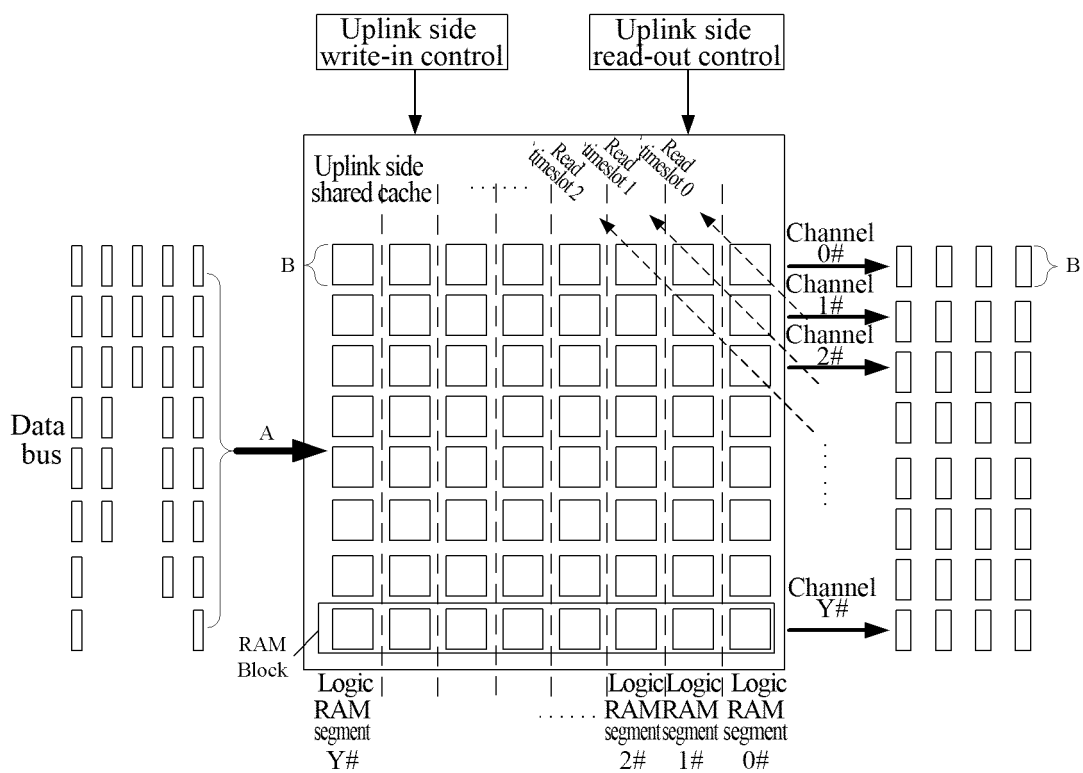 Uplink side
write-in control
Uplink side
read-out control
Uplink side
shared cache
.......
Read
timeslot 2
Read
timeslot 1
Read
timeslot 0
B
Channel
0#
Channel
1#
Channel
2#
B
Data
bus
A
Channel
Y#
RAM
Block
Logic
RAM
segment
Y#
.......
Logic
RAM
segment
2#
Logic
RAM
segment
1#
Logic
RAM
segment
0#